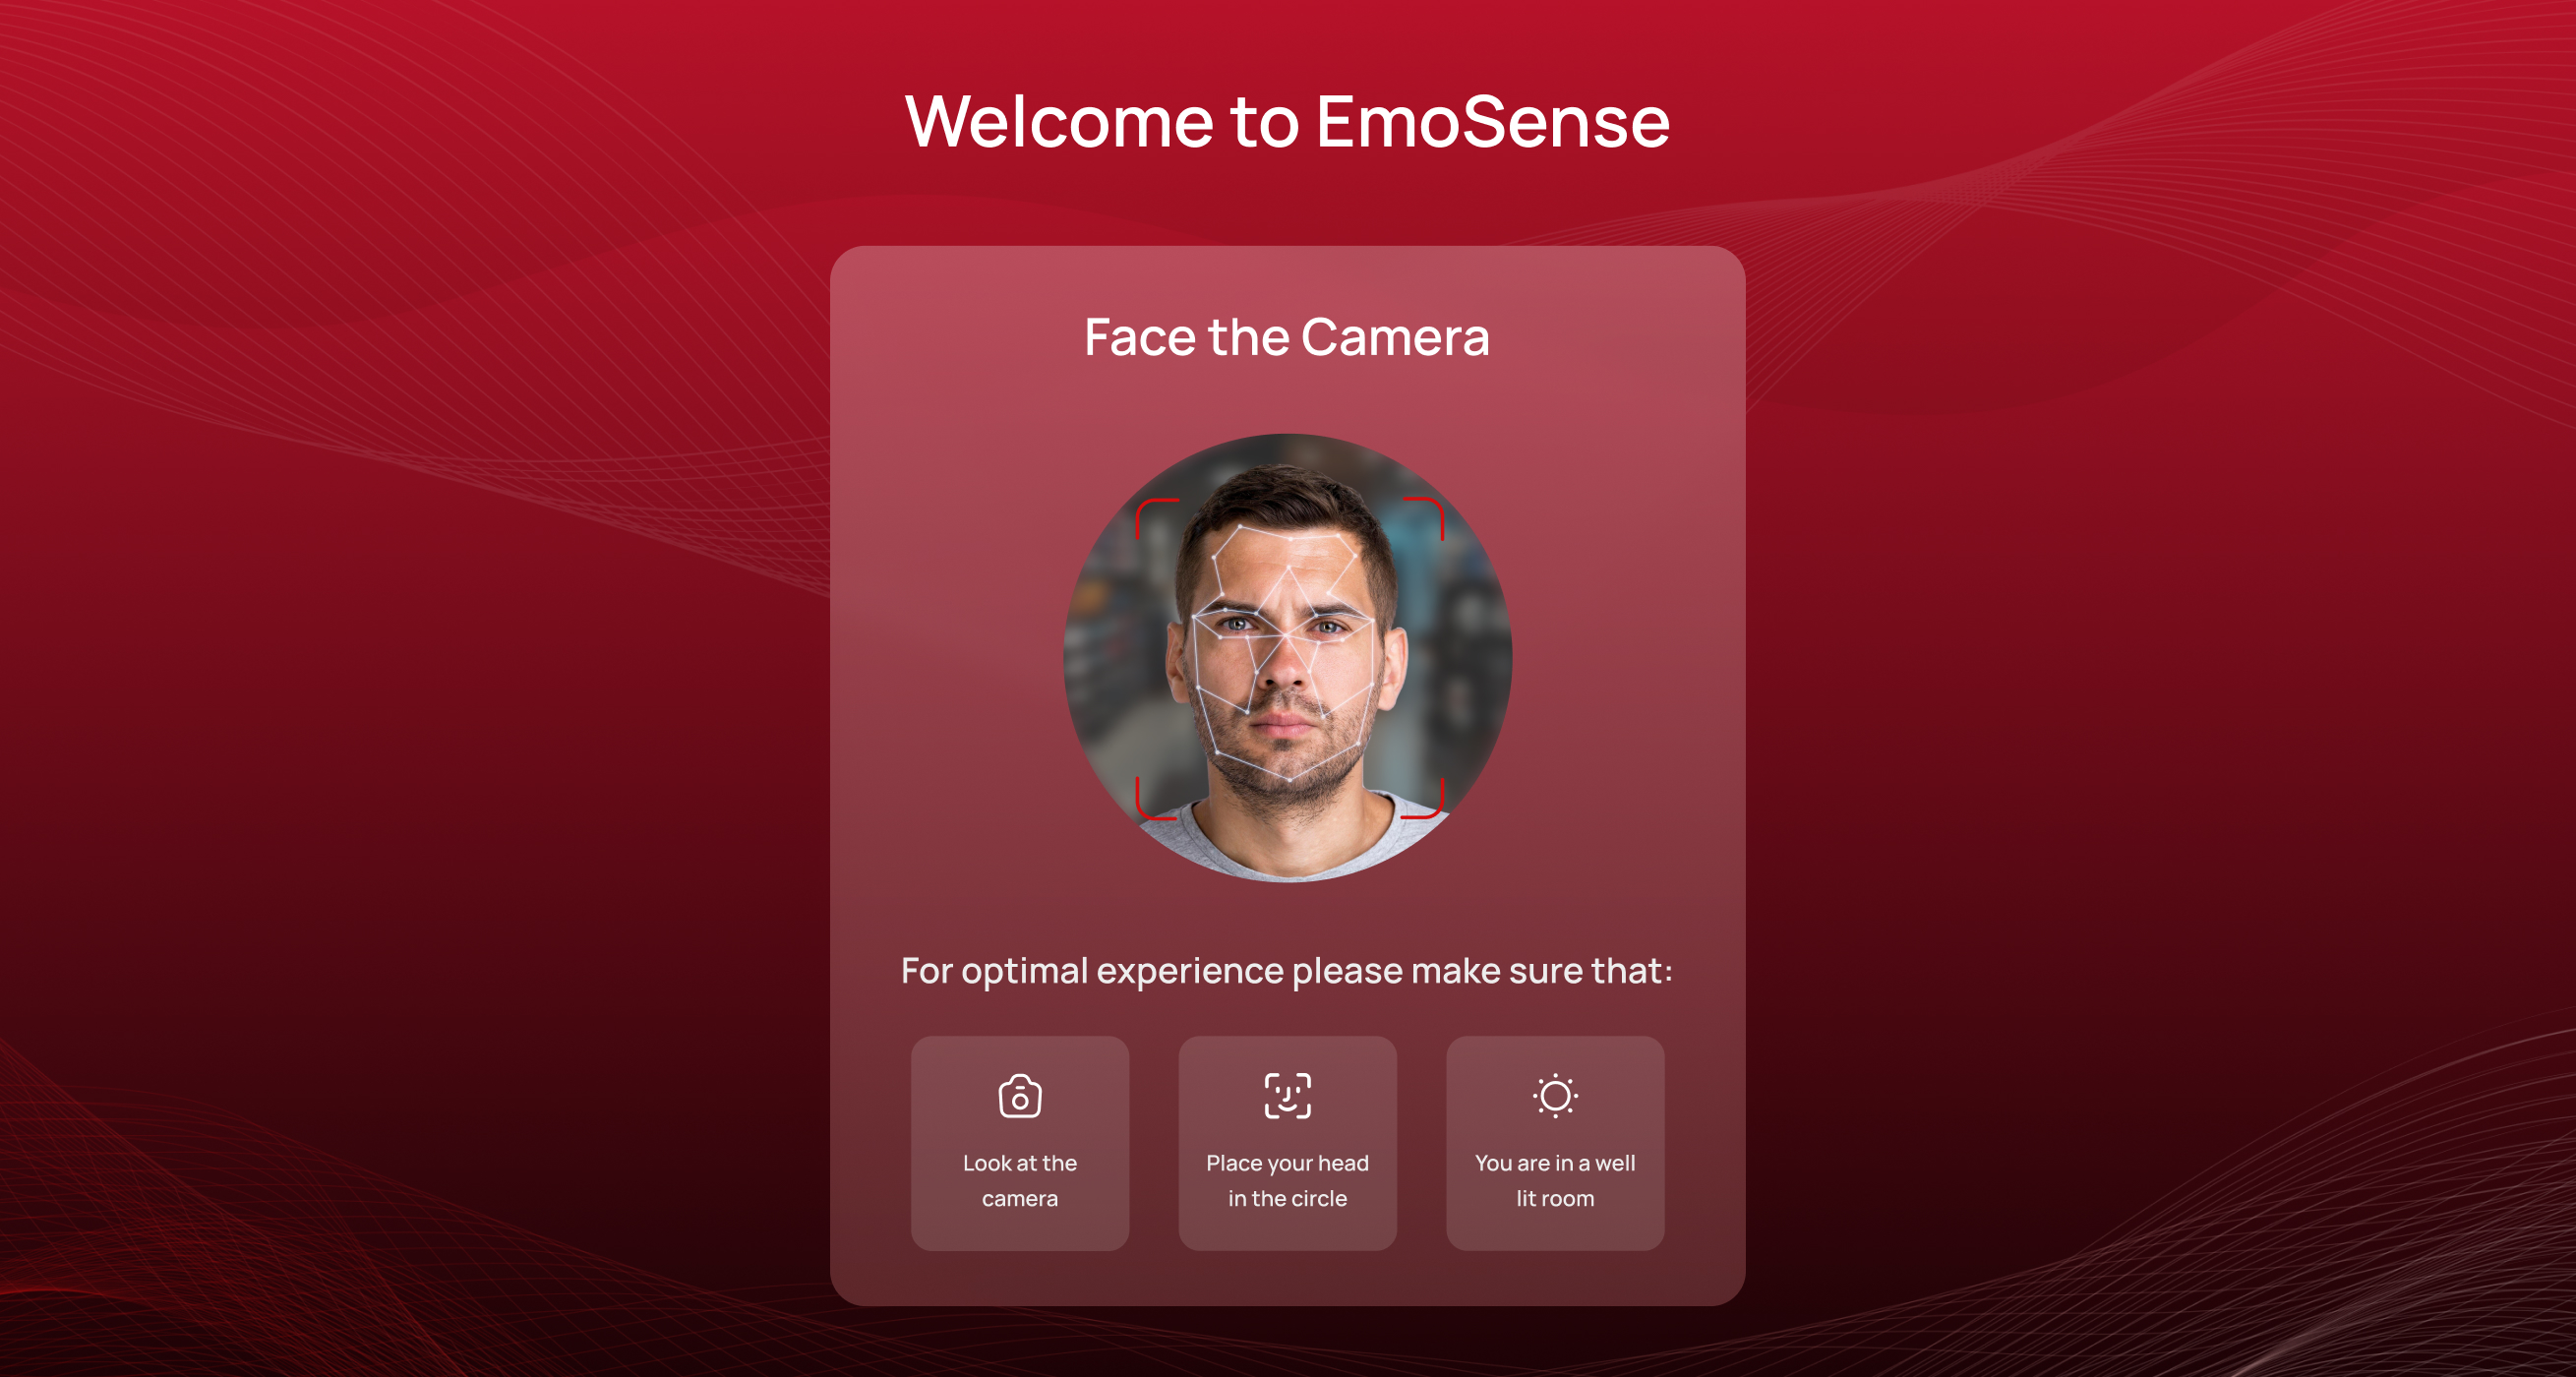 Welcome to EmoSense
Face the Camera
For optimal experience please make sure that:
Look at the
camera
Place your head
in the circle
You are in a well
lit room